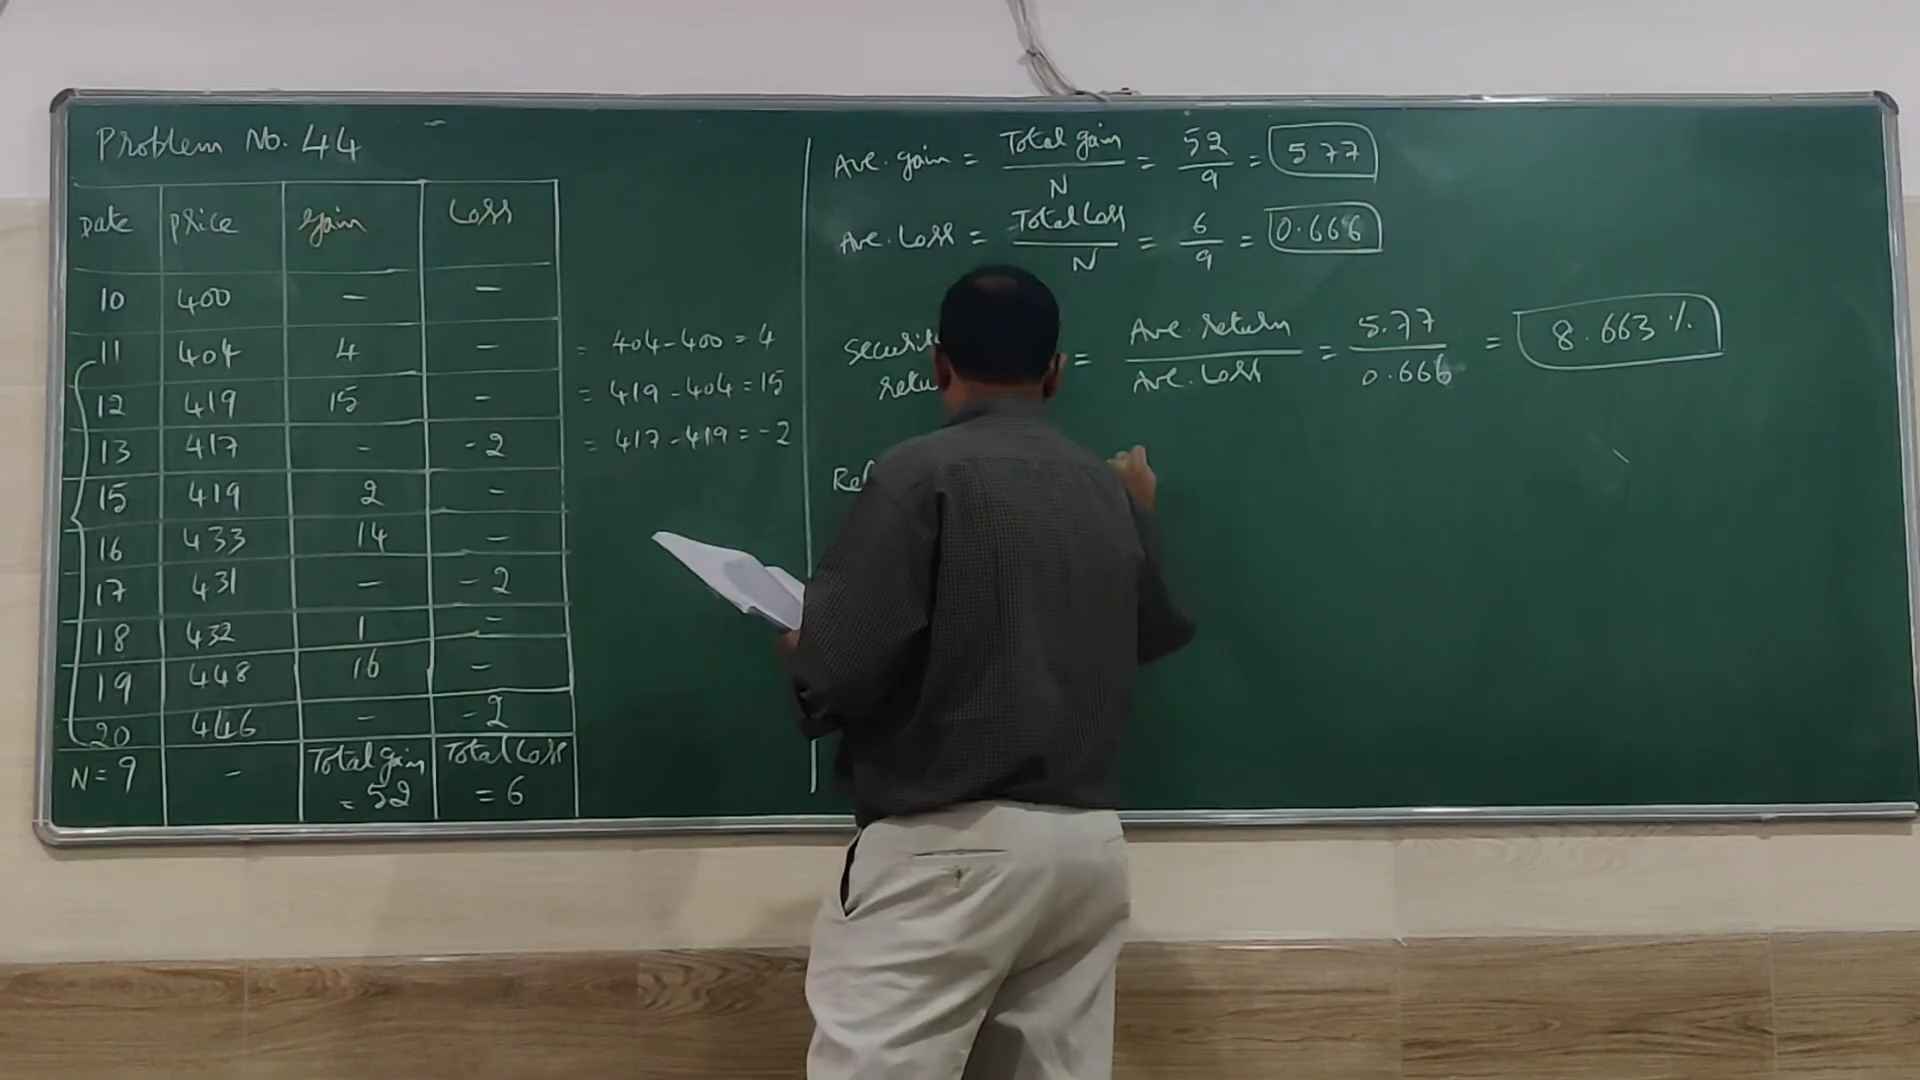 Problem No. 44
Date Price Gain Loss
10 400 - -
11 404 4 - = 404-400 = 4
12 419 15 - = 419-404 = 15
13 417 - -2 = 417-419 = -2
15 419 2 -
16 433 14 -
17 431 - -2
18 432 1 -
19 448 16 -
20 446 - -2
N = 9 - Total gain = 52 Total Loss = 6
Ave. gain = Total gain / N = 52 / 9 = 5.77
Ave. Loss = Total Loss / N = 6 / 9 = 0.666
= Ave. return / Ave. Loss = 5.77 / 0.666 = 8.663 %